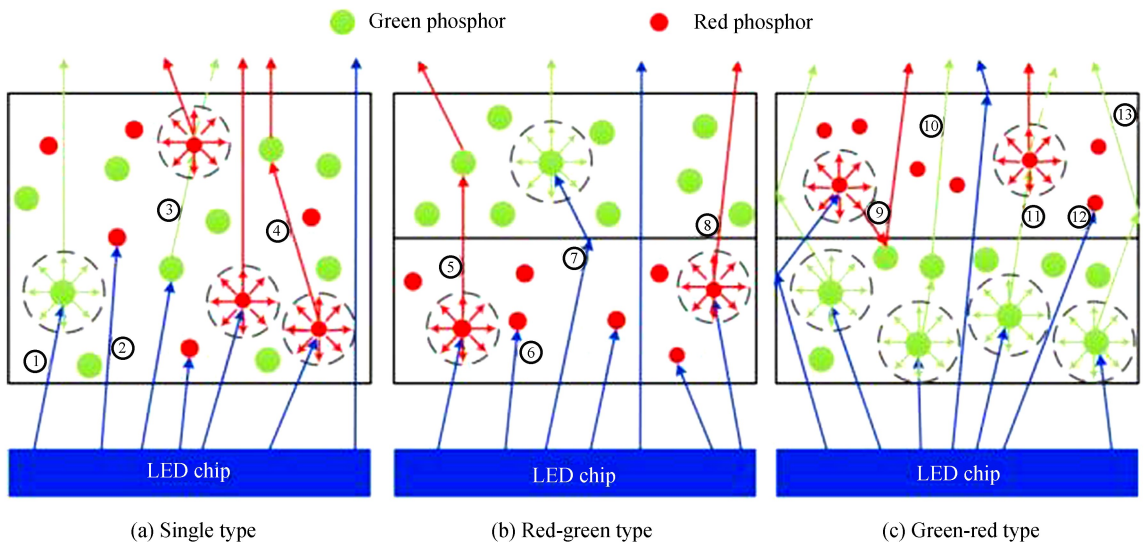 Green phosphor Red phosphor
③ ④ ① ②
⑤ ⑦ ⑧ ⑥
⑩ ⑬ ⑨ ⑪ ⑫
LED chip LED chip LED chip
(a) Single type (b) Red-green type (c) Green-red type